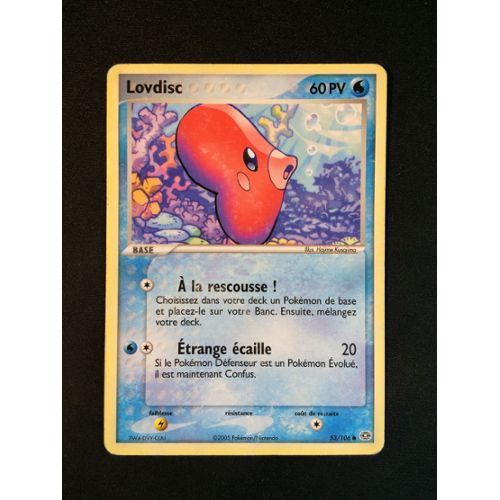 Lovdisc 60 PV
BASE
Illus. Hajime Kusajima
À la rescousse !
Choisissez dans votre deck un Pokémon de base
et placez-le sur votre Banc. Ensuite, mélangez
votre deck.
Étrange écaille 20
Si le Pokémon Défenseur est un Pokémon Évolué,
il est maintenant Confus.
faiblesse résistance coût de retraite
©2005 Pokémon/Nintendo 53/106